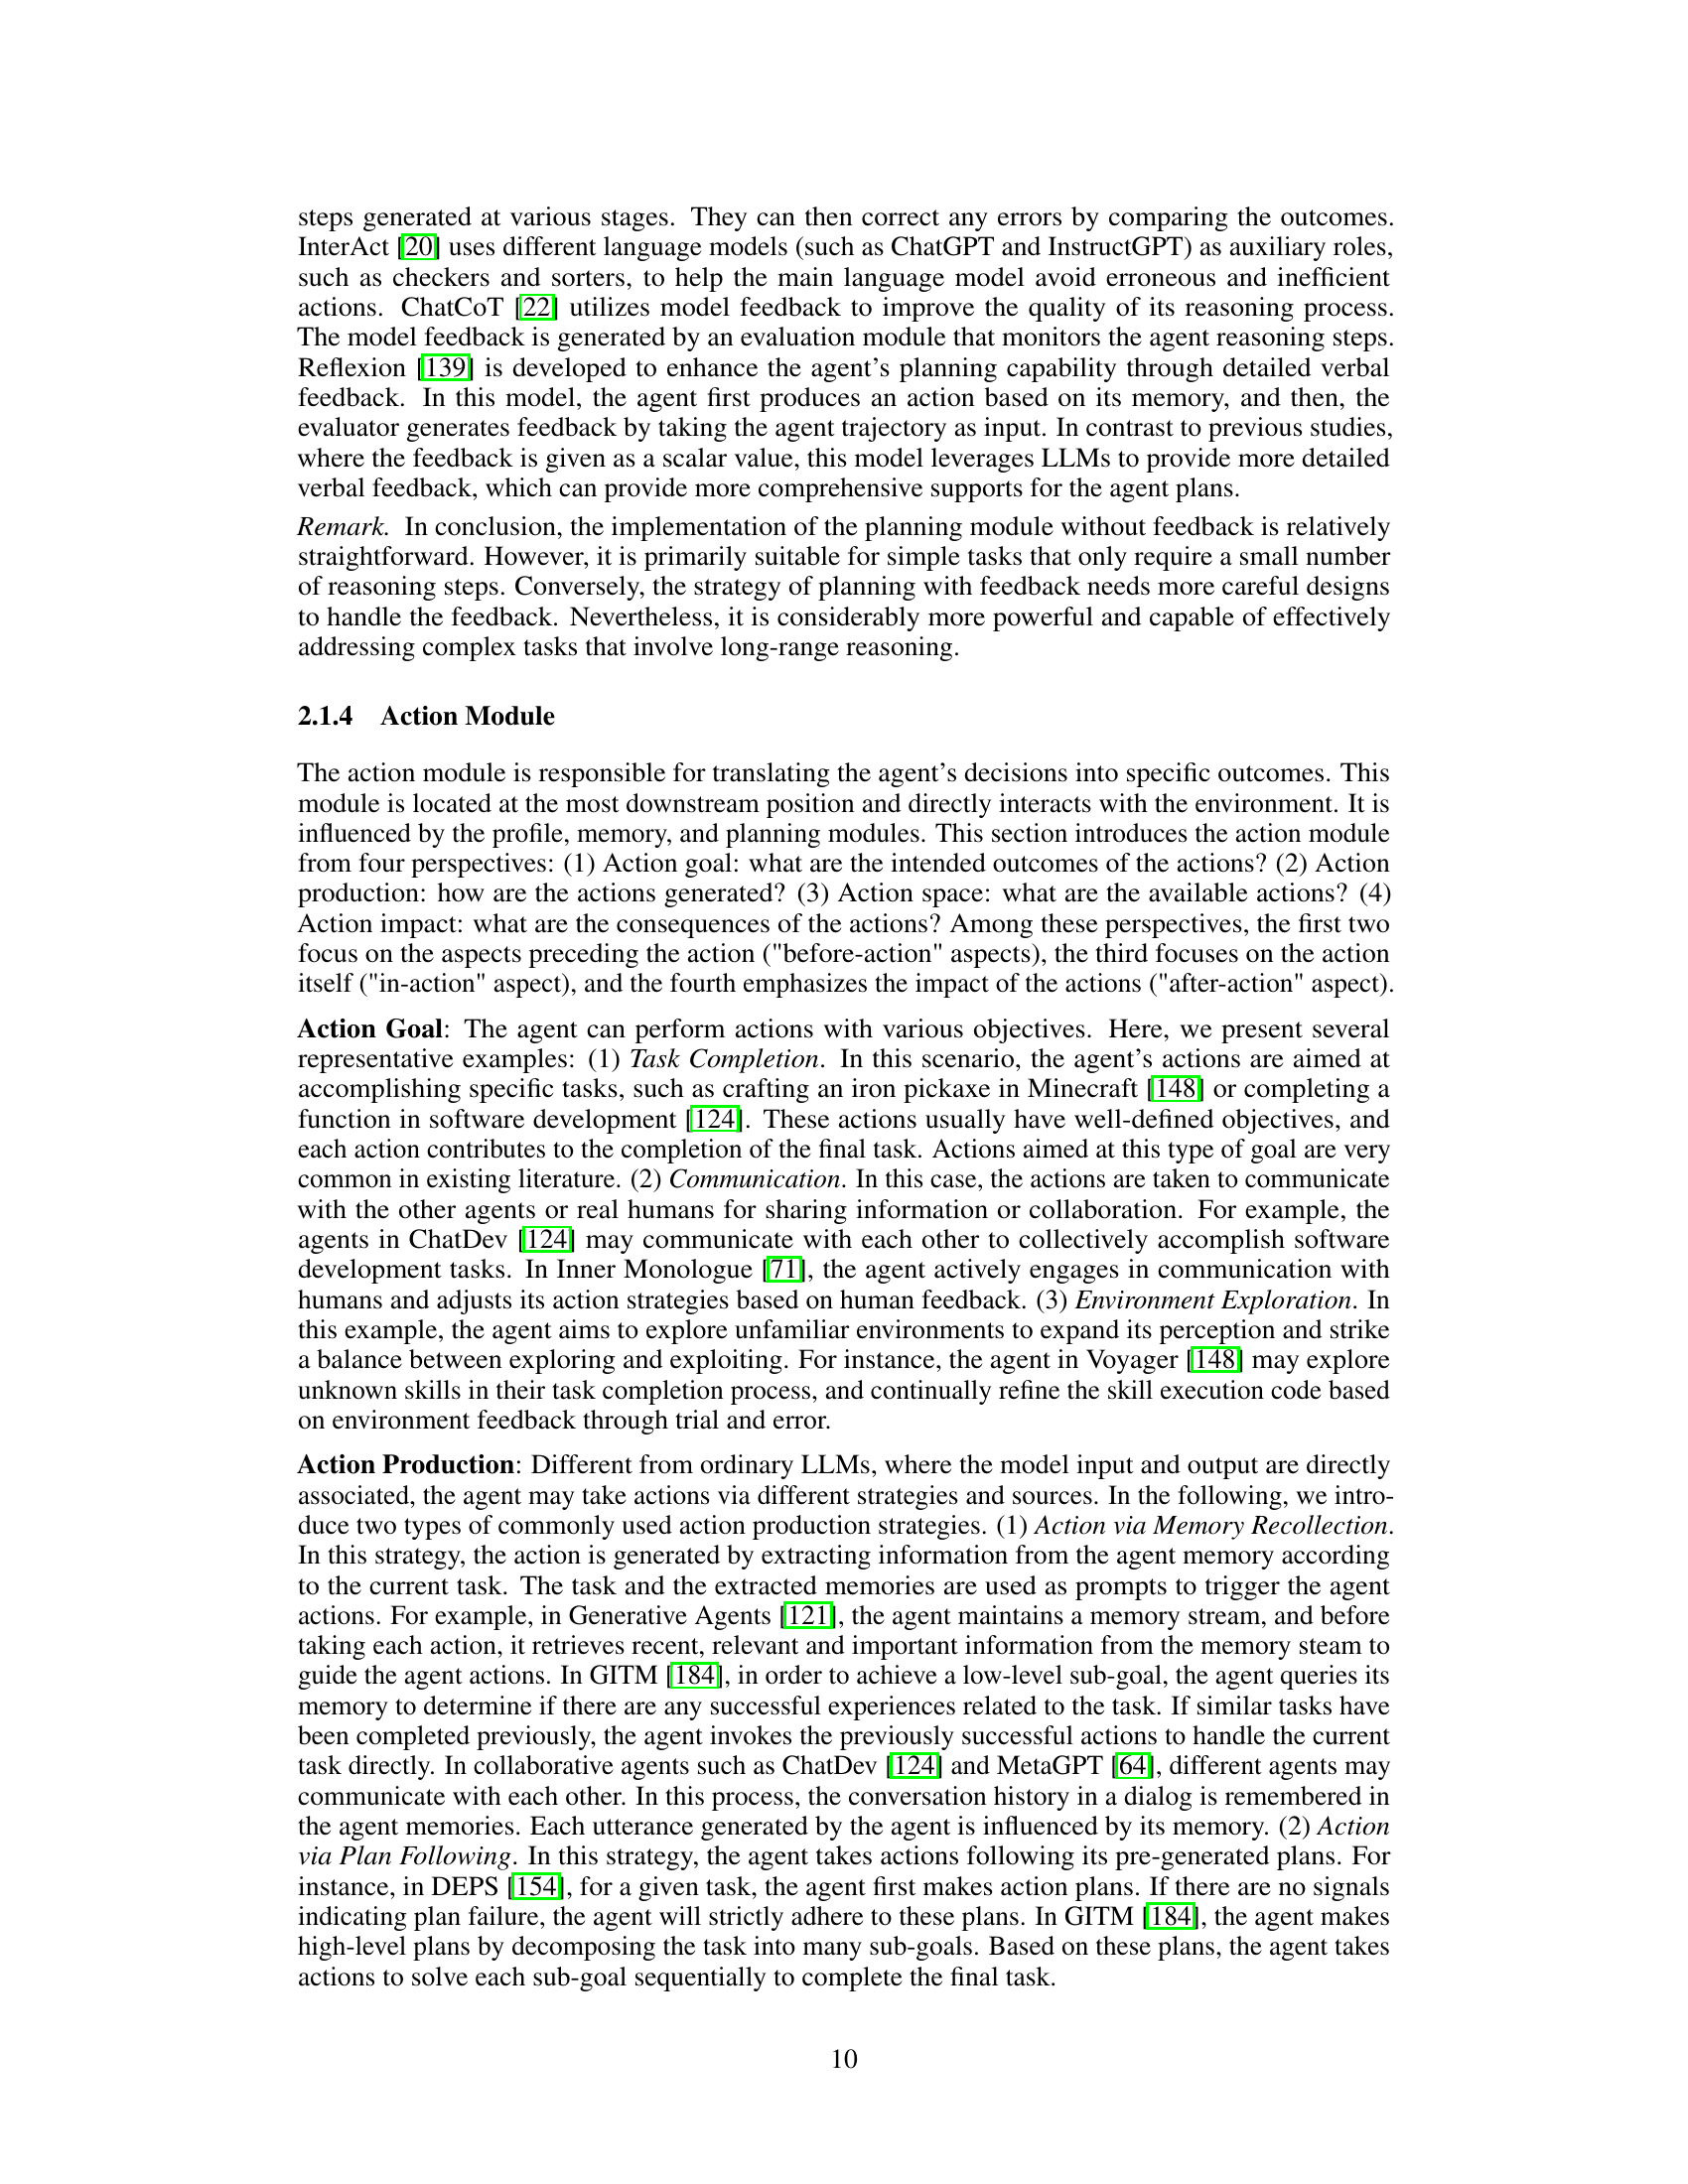 steps generated at various stages. They can then correct any errors by comparing the outcomes.
InterAct [20] uses different language models (such as ChatGPT and InstructGPT) as auxiliary roles,
such as checkers and sorters, to help the main language model avoid erroneous and inefficient
actions. ChatCoT [22] utilizes model feedback to improve the quality of its reasoning process.
The model feedback is generated by an evaluation module that monitors the agent reasoning steps.
Reflexion [139] is developed to enhance the agent's planning capability through detailed verbal
feedback. In this model, the agent first produces an action based on its memory, and then, the
evaluator generates feedback by taking the agent trajectory as input. In contrast to previous studies,
where the feedback is given as a scalar value, this model leverages LLMs to provide more detailed
verbal feedback, which can provide more comprehensive supports for the agent plans.
Remark. In conclusion, the implementation of the planning module without feedback is relatively
straightforward. However, it is primarily suitable for simple tasks that only require a small number
of reasoning steps. Conversely, the strategy of planning with feedback needs more careful designs
to handle the feedback. Nevertheless, it is considerably more powerful and capable of effectively
addressing complex tasks that involve long-range reasoning.
2.1.4 Action Module
The action module is responsible for translating the agent's decisions into specific outcomes. This
module is located at the most downstream position and directly interacts with the environment. It is
influenced by the profile, memory, and planning modules. This section introduces the action module
from four perspectives: (1) Action goal: what are the intended outcomes of the actions? (2) Action
production: how are the actions generated? (3) Action space: what are the available actions? (4)
Action impact: what are the consequences of the actions? Among these perspectives, the first two
focus on the aspects preceding the action ("before-action" aspects), the third focuses on the action
itself ("in-action" aspect), and the fourth emphasizes the impact of the actions ("after-action" aspect).
Action Goal: The agent can perform actions with various objectives. Here, we present several
representative examples: (1) Task Completion. In this scenario, the agent's actions are aimed at
accomplishing specific tasks, such as crafting an iron pickaxe in Minecraft [148] or completing a
function in software development [124]. These actions usually have well-defined objectives, and
each action contributes to the completion of the final task. Actions aimed at this type of goal are very
common in existing literature. (2) Communication. In this case, the actions are taken to communicate
with the other agents or real humans for sharing information or collaboration. For example, the
agents in ChatDev [124] may communicate with each other to collectively accomplish software
development tasks. In Inner Monologue [71], the agent actively engages in communication with
humans and adjusts its action strategies based on human feedback. (3) Environment Exploration. In
this example, the agent aims to explore unfamiliar environments to expand its perception and strike
a balance between exploring and exploiting. For instance, the agent in Voyager [148] may explore
unknown skills in their task completion process, and continually refine the skill execution code based
on environment feedback through trial and error.
Action Production: Different from ordinary LLMs, where the model input and output are directly
associated, the agent may take actions via different strategies and sources. In the following, we intro-
duce two types of commonly used action production strategies. (1) Action via Memory Recollection.
In this strategy, the action is generated by extracting information from the agent memory according
to the current task. The task and the extracted memories are used as prompts to trigger the agent
actions. For example, in Generative Agents [121], the agent maintains a memory stream, and before
taking each action, it retrieves recent, relevant and important information from the memory steam to
guide the agent actions. In GITM [184], in order to achieve a low-level sub-goal, the agent queries its
memory to determine if there are any successful experiences related to the task. If similar tasks have
been completed previously, the agent invokes the previously successful actions to handle the current
task directly. In collaborative agents such as ChatDev [124] and MetaGPT [64], different agents may
communicate with each other. In this process, the conversation history in a dialog is remembered in
the agent memories. Each utterance generated by the agent is influenced by its memory. (2) Action
via Plan Following. In this strategy, the agent takes actions following its pre-generated plans. For
instance, in DEPS [154], for a given task, the agent first makes action plans. If there are no signals
indicating plan failure, the agent will strictly adhere to these plans. In GITM [184], the agent makes
high-level plans by decomposing the task into many sub-goals. Based on these plans, the agent takes
actions to solve each sub-goal sequentially to complete the final task.
10